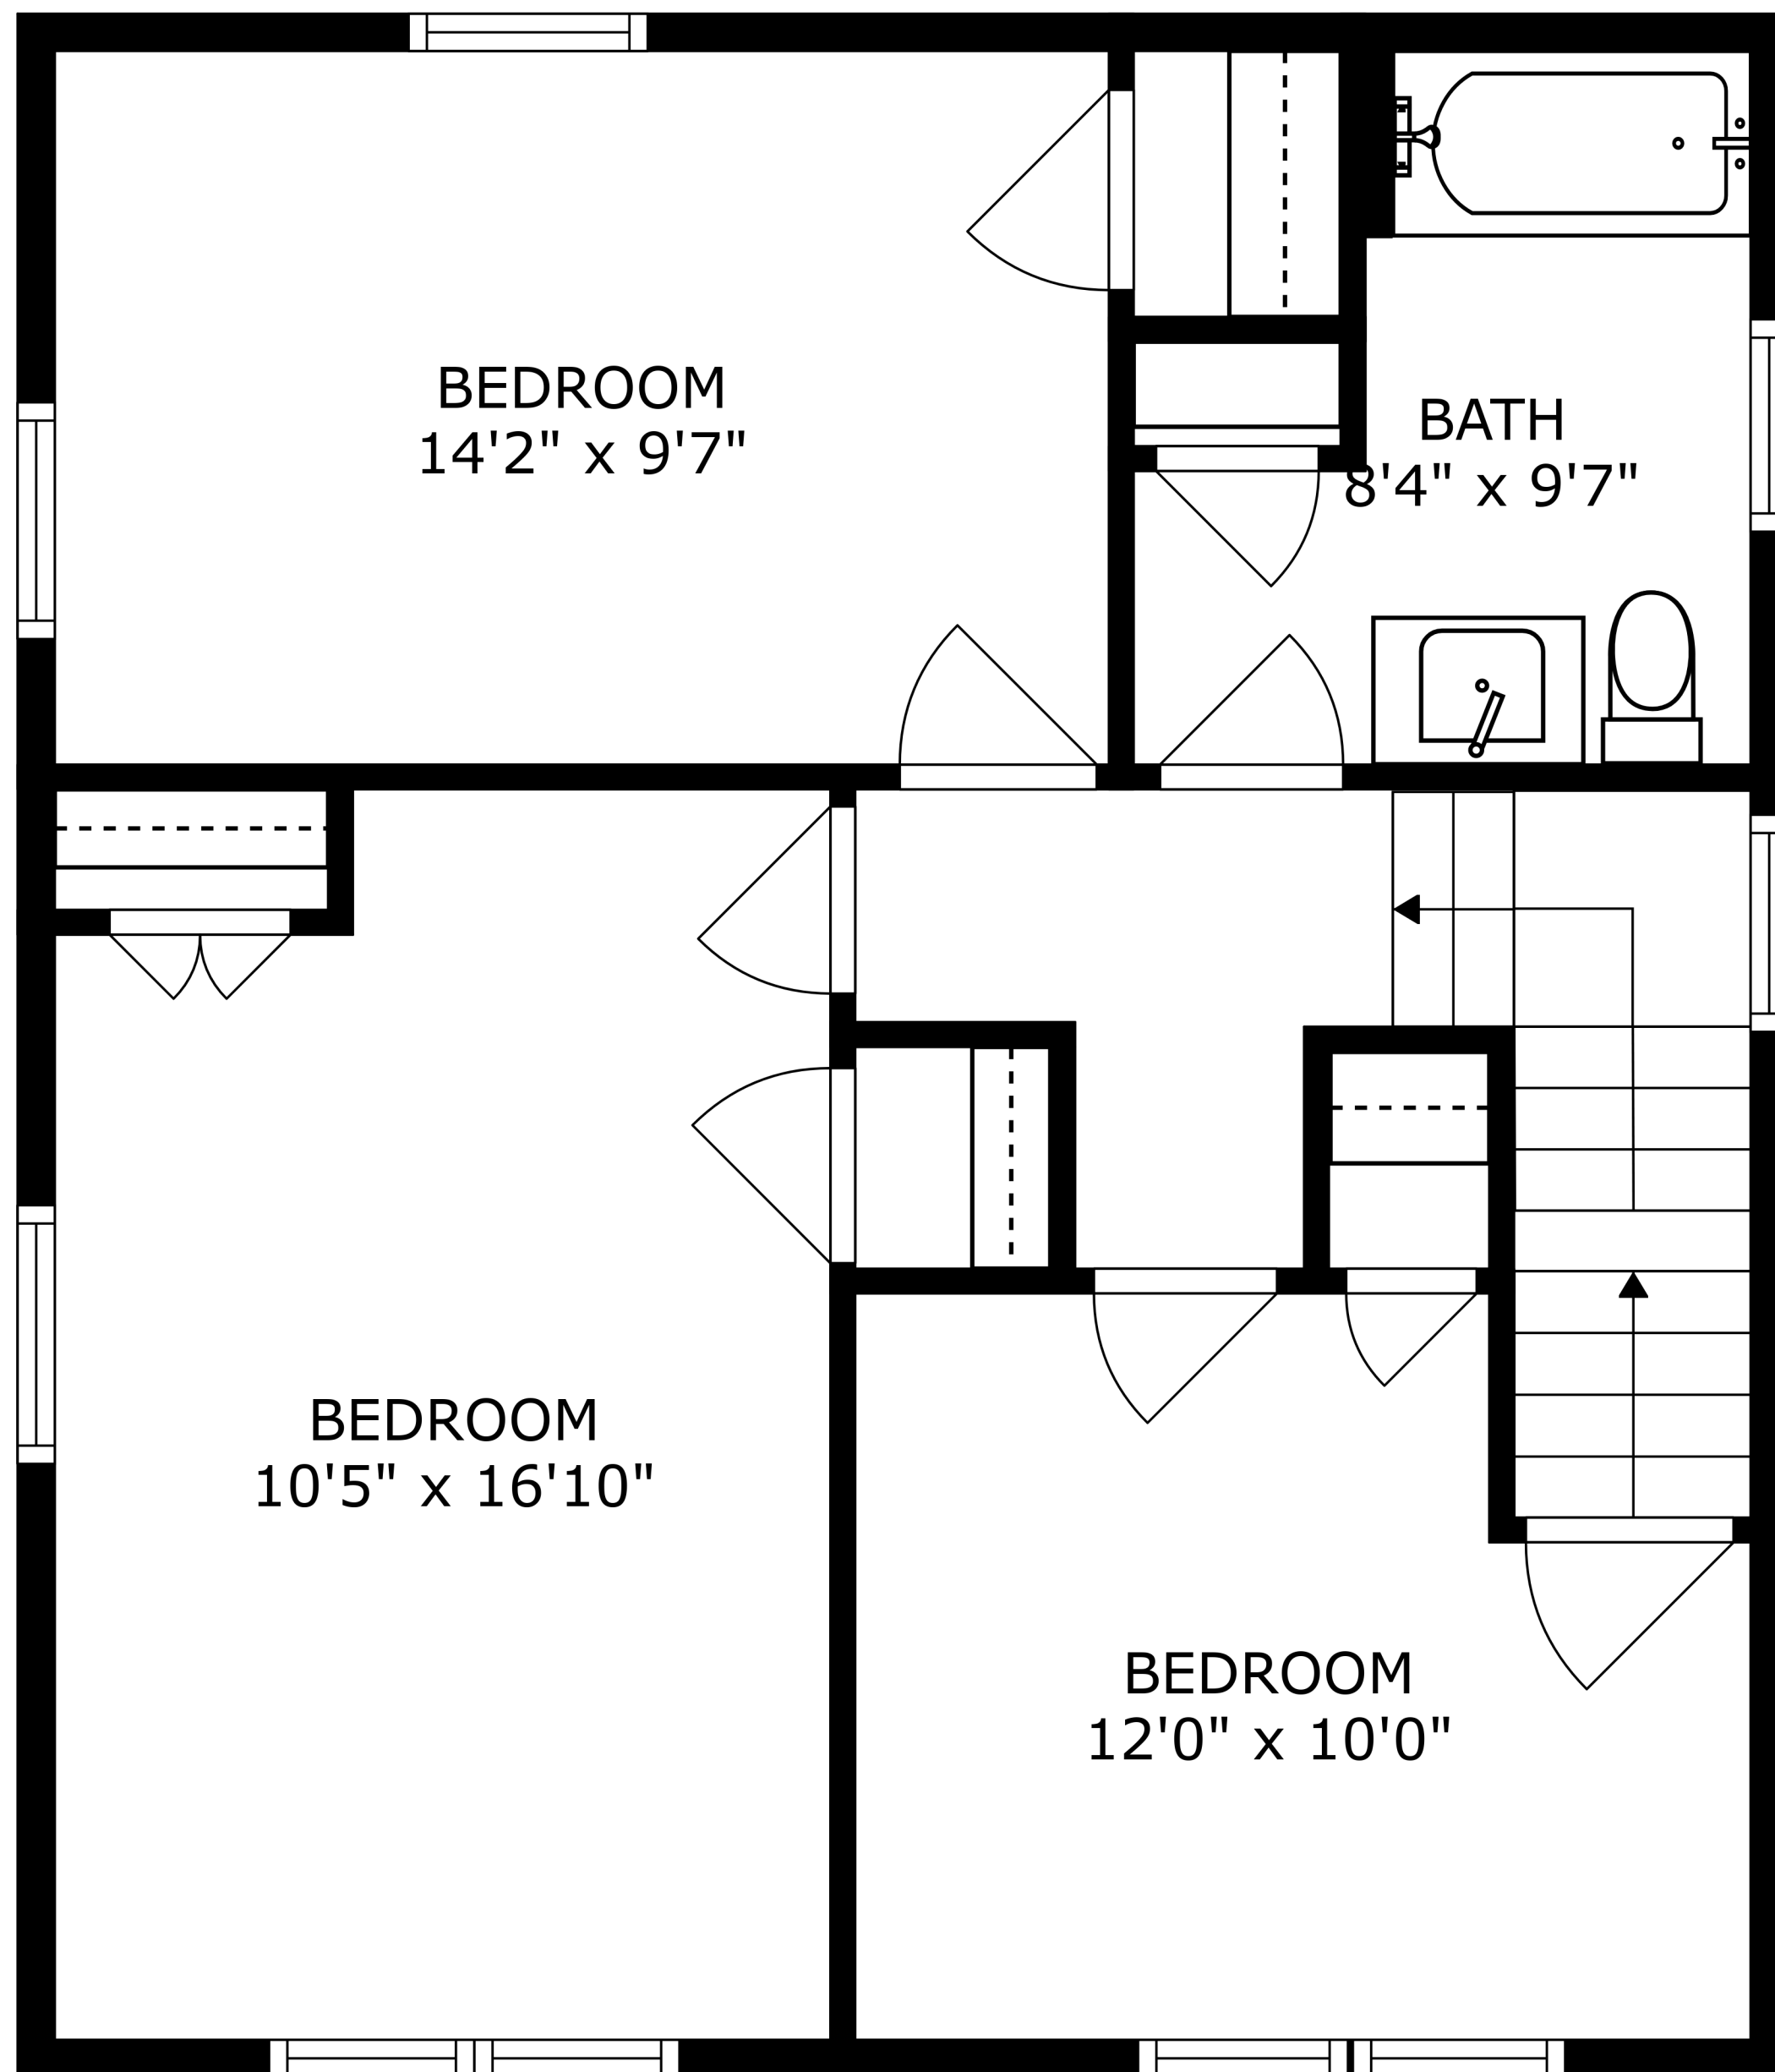 BEDROOM
14'2" x 9'7"
BATH
8'4" x 9'7"
BEDROOM
10'5" x 16'10"
BEDROOM
12'0" x 10'0"